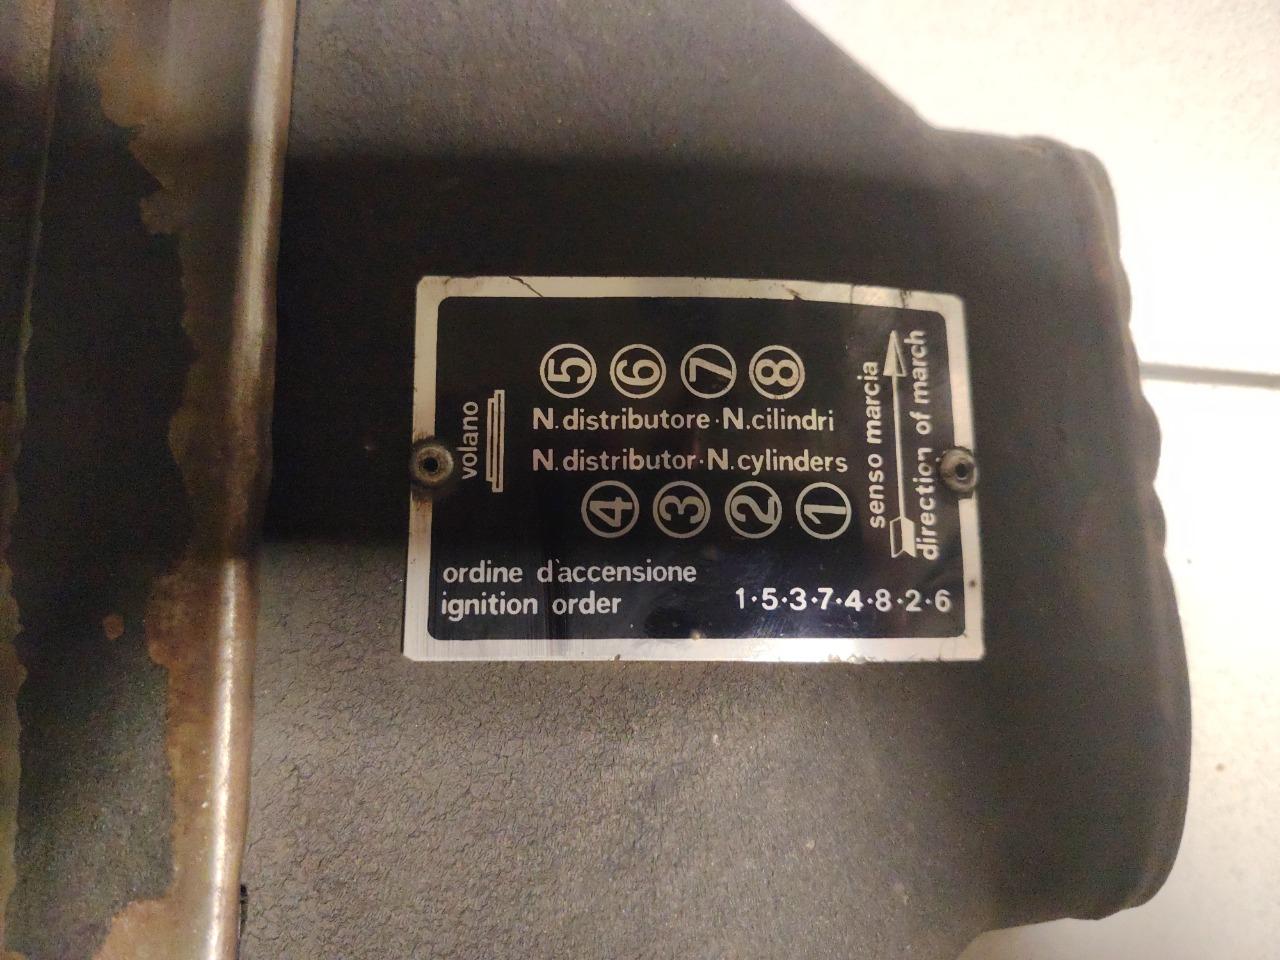 5 6 7 8
volano
N. distributore · N. cilindri
N. distributor · N. cylinders
4 3 2 1
senso marcia
direction of march
ordine d'accensione
ignition order 1·5·3·7·4·8·2·6